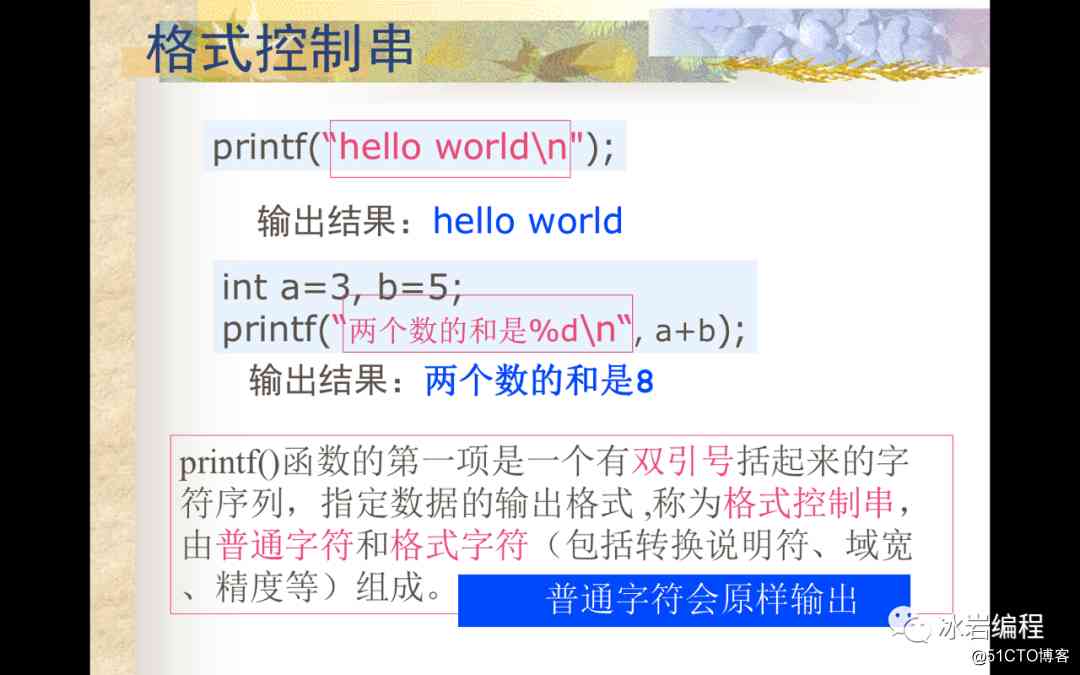 格式控制串
printf(“hello world\n");
输出结果：hello world
int a=3, b=5;
printf(“两个数的和是%d\n“, a+b);
输出结果：两个数的和是8
printf()函数的第一项是一个有双引号括起来的字
符序列，指定数据的输出格式 ,称为格式控制串，
由普通字符和格式字符（包括转换说明符、域宽
、精度等）组成。
普通字符会原样输出
冰岩编程
@51CTO博客